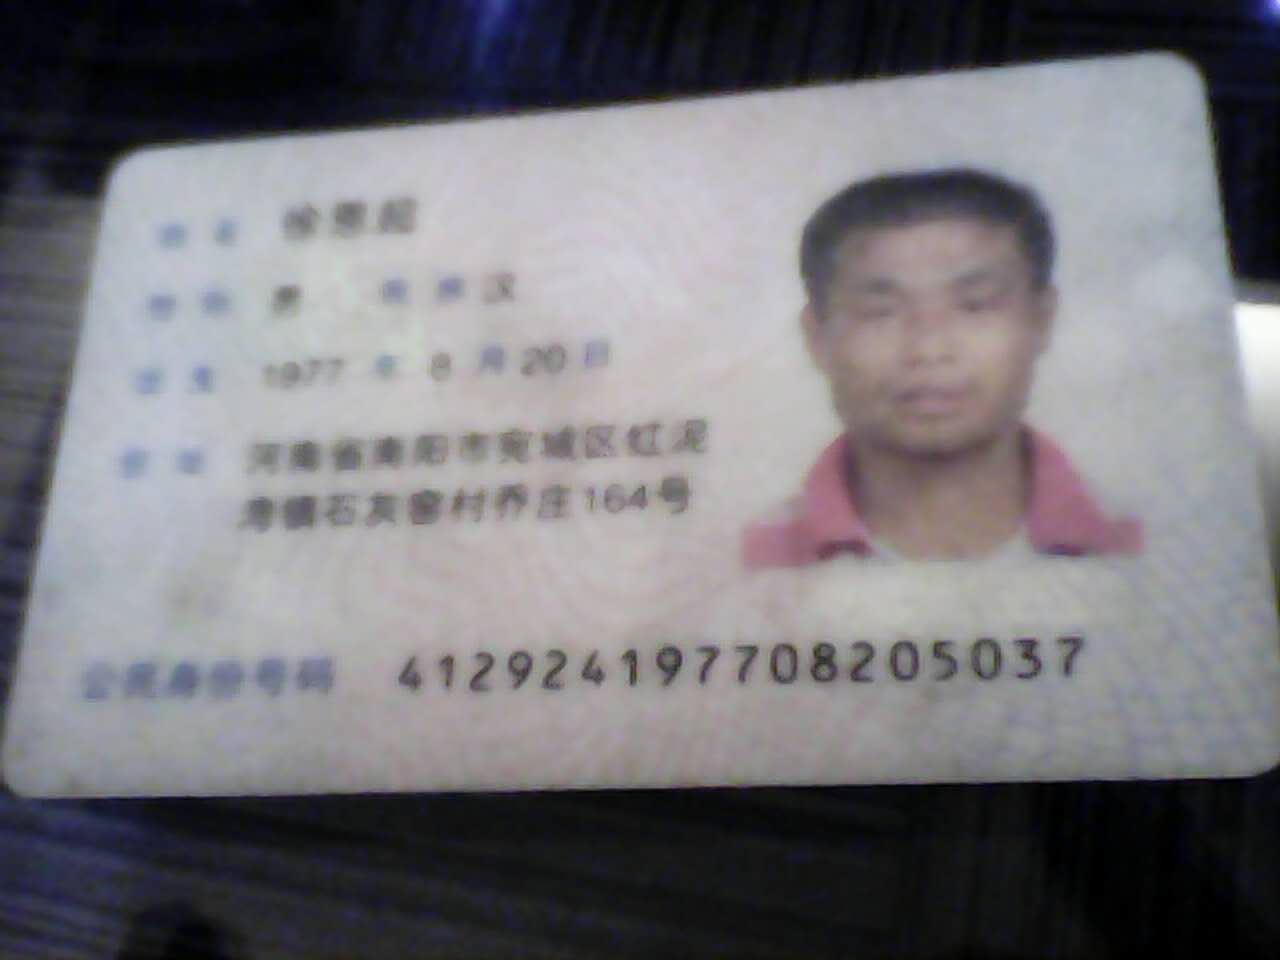 姓名 徐恩超
性别 男 民族 汉
出生 1977 年 8 月 20 日
住址 河南省南阳市宛城区红泥
湾镇石灰窑村乔庄164号
公民身份号码 412924197708205037